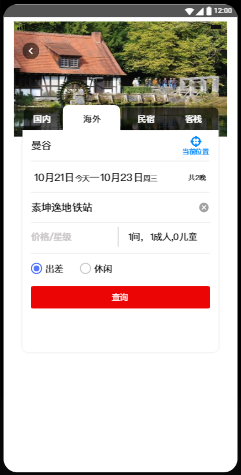 12:00
国内 海外 民宿 客栈
曼谷
当前位置
10月21日今天一10月23日周三 共2晚
素坤逸地铁站
价格/星级 1间，1成人,0儿童
出差 休闲
查询